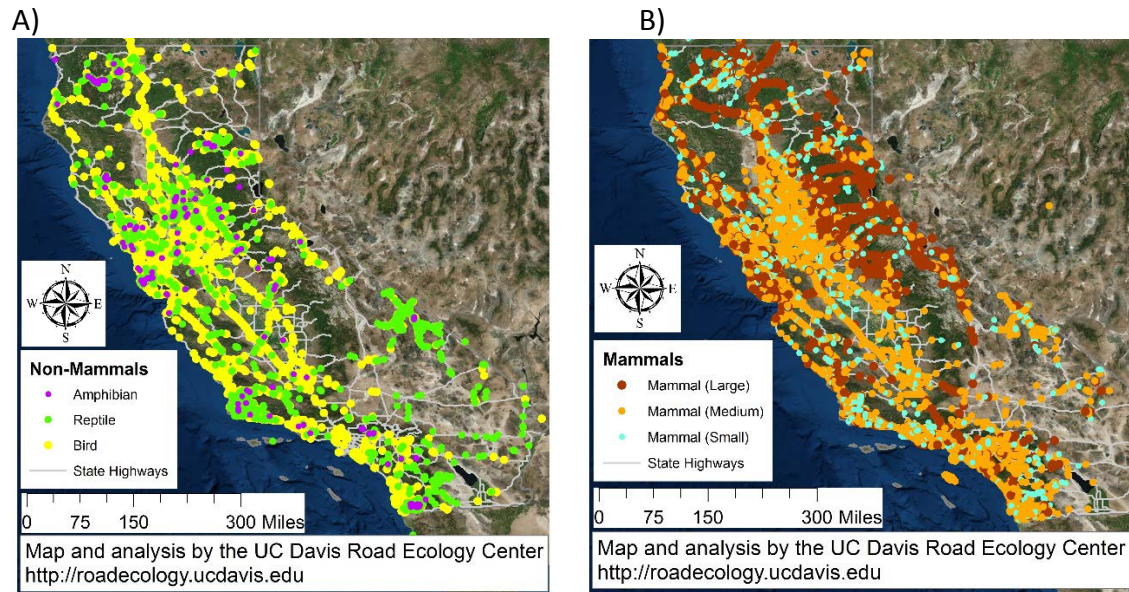 A)
N
W E
S
Non-Mammals
Amphibian
Reptile
Bird
State Highways
0 75 150 300 Miles
Map and analysis by the UC Davis Road Ecology Center
http://roadecology.ucdavis.edu
B)
N
W E
S
Mammals
Mammal (Large)
Mammal (Medium)
Mammal (Small)
State Highways
0 75 150 300 Miles
Map and analysis by the UC Davis Road Ecology Center
http://roadecology.ucdavis.edu